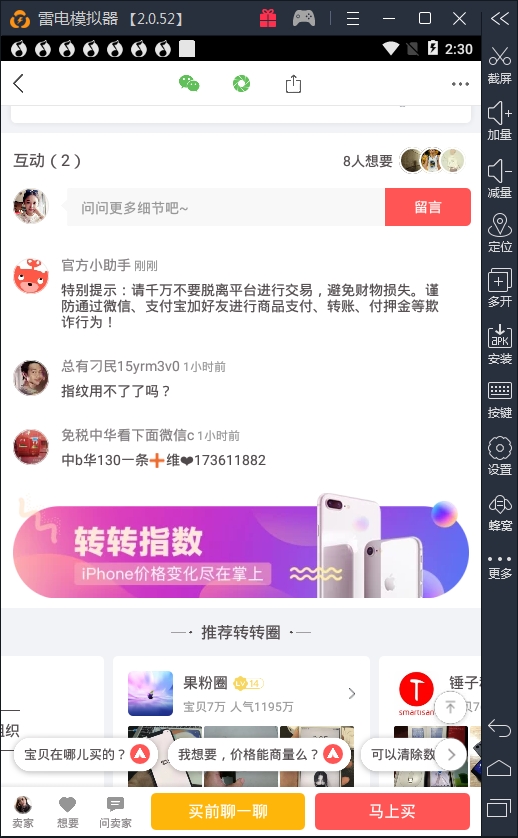 雷电模拟器 【2.0.52】
2:30
截屏
加量
减量
定位
多开
APK
安装
按键
设置
蜂窝
更多
互动（2）
8人想要
问问更多细节吧~
留言
官方小助手 刚刚
特别提示：请千万不要脱离平台进行交易，避免财物损失。谨
防通过微信、支付宝加好友进行商品支付、转账、付押金等欺
诈行为！
总有刁民15yrm3v0 1小时前
指纹用不了了吗？
免税中华看下面微信c 1小时前
中b华130一条➕维❤173611882
转转指数
iPhone价格变化尽在掌握
推荐转转圈
果粉圈 Lv 14
宝贝7万 人气1195万
smartisan
锤子
宝贝7
组织
宝贝在哪儿买的？
我想要，价格能商量么？
可以清除数
卖家
想要
问卖家
买前聊一聊
马上买